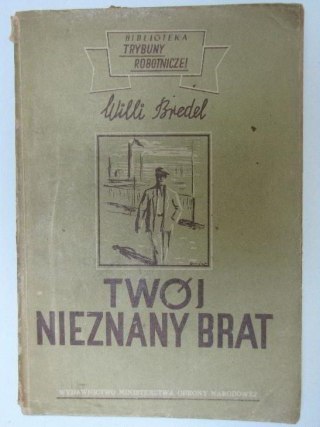 BIBLIOTEKA
TRYBUNY
ROBOTNICZEJ
Willi Bredel
TWÓJ
NIEZNANY BRAT
WYDAWNICTWO MINISTERSTWA OBRONY NARODOWEJ